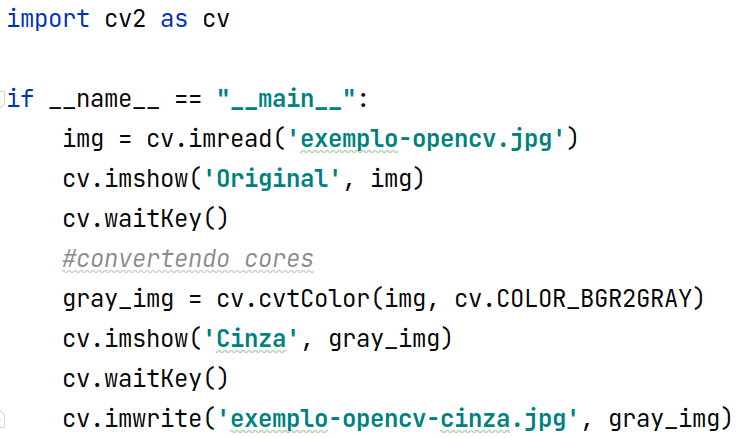 import cv2 as cv
if __name__ == "__main__":
    img = cv.imread('exemplo-opencv.jpg')
    cv.imshow('Original', img)
    cv.waitKey()
    #convertendo cores
    gray_img = cv.cvtColor(img, cv.COLOR_BGR2GRAY)
    cv.imshow('Cinza', gray_img)
    cv.waitKey()
    cv.imwrite('exemplo-opencv-cinza.jpg', gray_img)